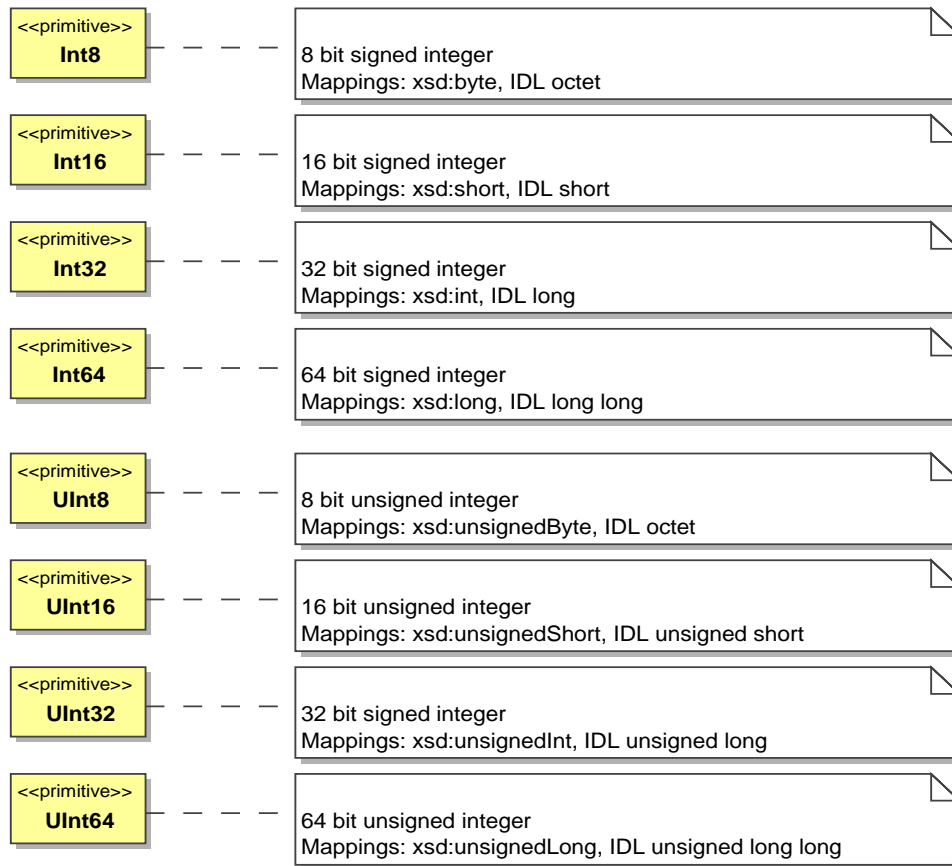 <<primitive>>
Int8
8 bit signed integer
Mappings: xsd:byte, IDL octet
<<primitive>>
Int16
16 bit signed integer
Mappings: xsd:short, IDL short
<<primitive>>
Int32
32 bit signed integer
Mappings: xsd:int, IDL long
<<primitive>>
Int64
64 bit signed integer
Mappings: xsd:long, IDL long long
<<primitive>>
UInt8
8 bit unsigned integer
Mappings: xsd:unsignedByte, IDL octet
<<primitive>>
UInt16
16 bit unsigned integer
Mappings: xsd:unsignedShort, IDL unsigned short
<<primitive>>
UInt32
32 bit signed integer
Mappings: xsd:unsignedInt, IDL unsigned long
<<primitive>>
UInt64
64 bit unsigned integer
Mappings: xsd:unsignedLong, IDL unsigned long long